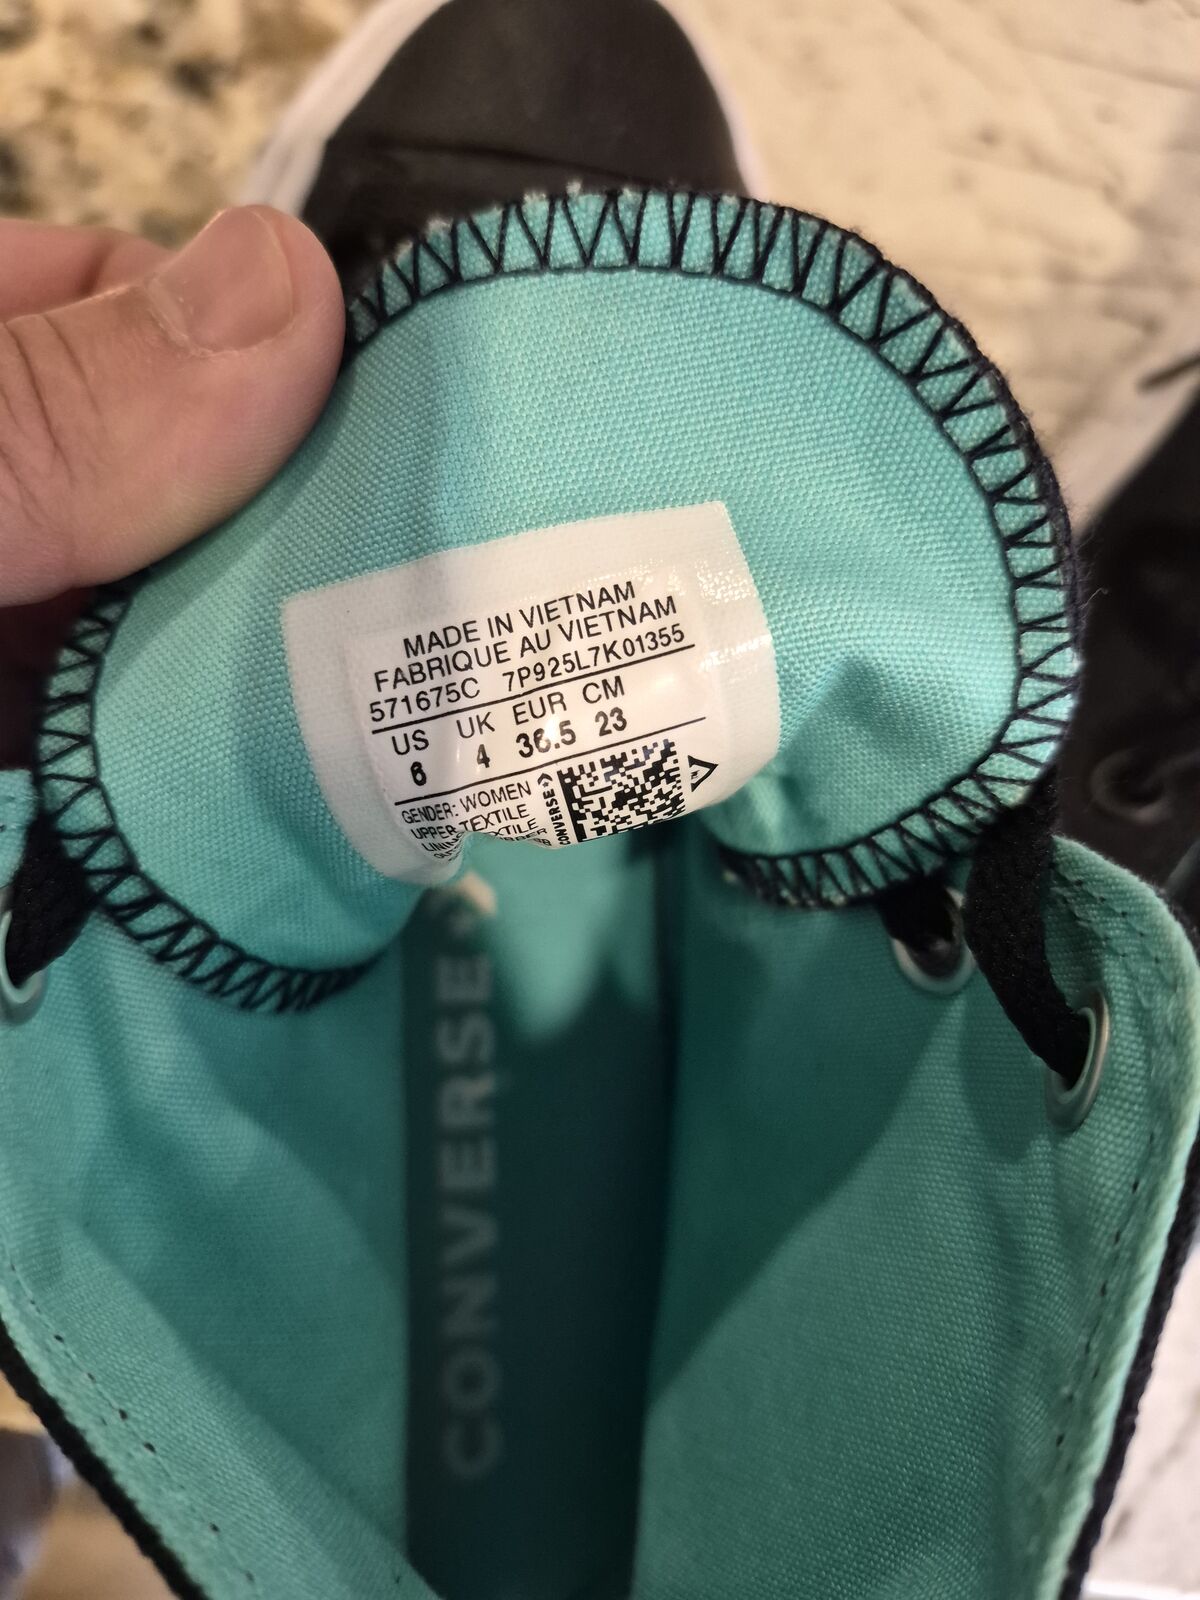 MADE IN VIETNAM
FABRIQUE AU VIETNAM
571675C 7P925L7K01355
US UK EUR CM
6 4 36.5 23
GENDER: WOMEN
UPPER: TEXTILE
CONVERSE
CONVERSE